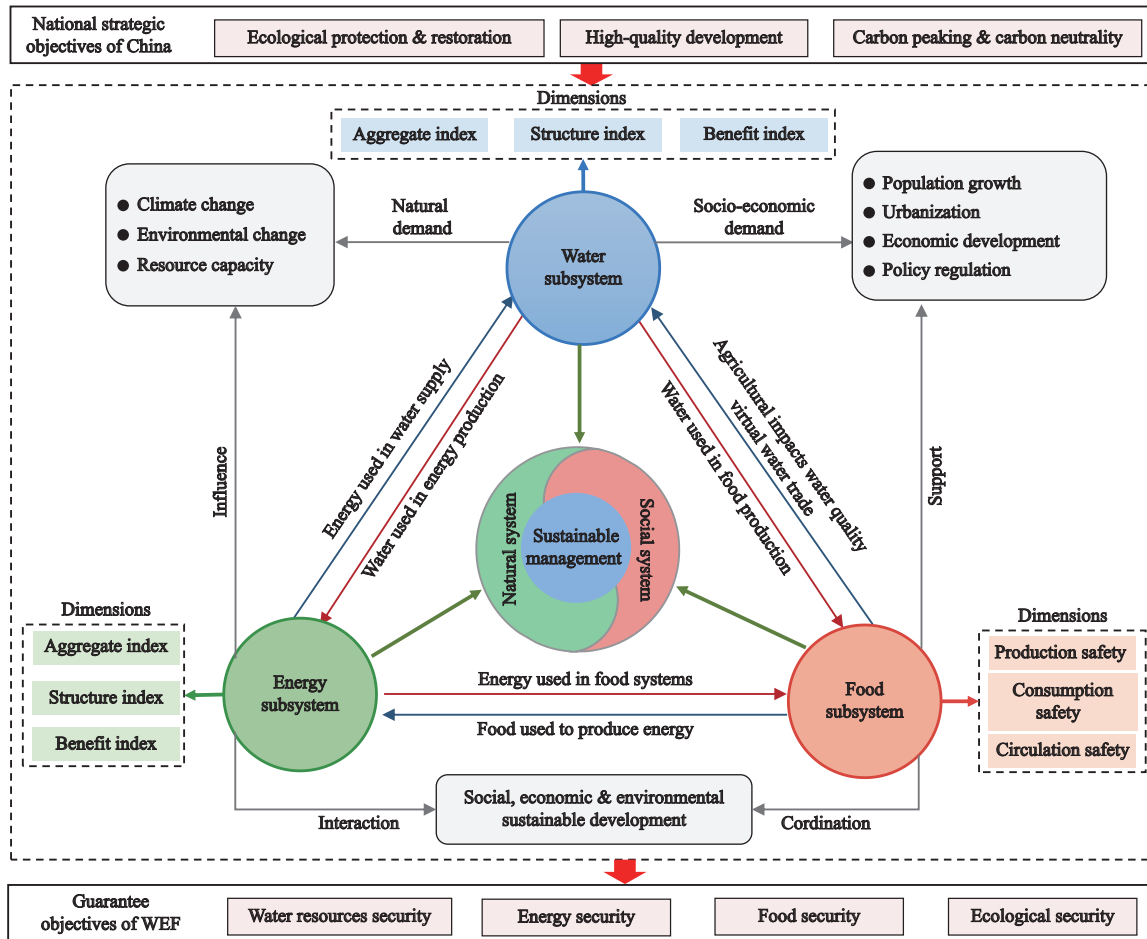 National strategic
objectives of China
Ecological protection & restoration
High-quality development
Carbon peaking & carbon neutrality
Dimensions
Aggregate index
Structure index
Benefit index
Climate change
Environmental change
Resource capacity
Natural
demand
Water
subsystem
Socio-economic
demand
Population growth
Urbanization
Economic development
Policy regulation
Influence
Energy used in water supply
Water used in energy production
Water used in food production
Agricultural impacts water quality
virtual water trade
Support
Natural system
Sustainable
management
Social system
Dimensions
Aggregate index
Structure index
Benefit index
Energy
subsystem
Energy used in food systems
Food used to produce energy
Food
subsystem
Dimensions
Production safety
Consumption
safety
Circulation safety
Interaction
Social, economic & environmental
sustainable development
Cordination
Guarantee
objectives of WEF
Water resources security
Energy security
Food security
Ecological security